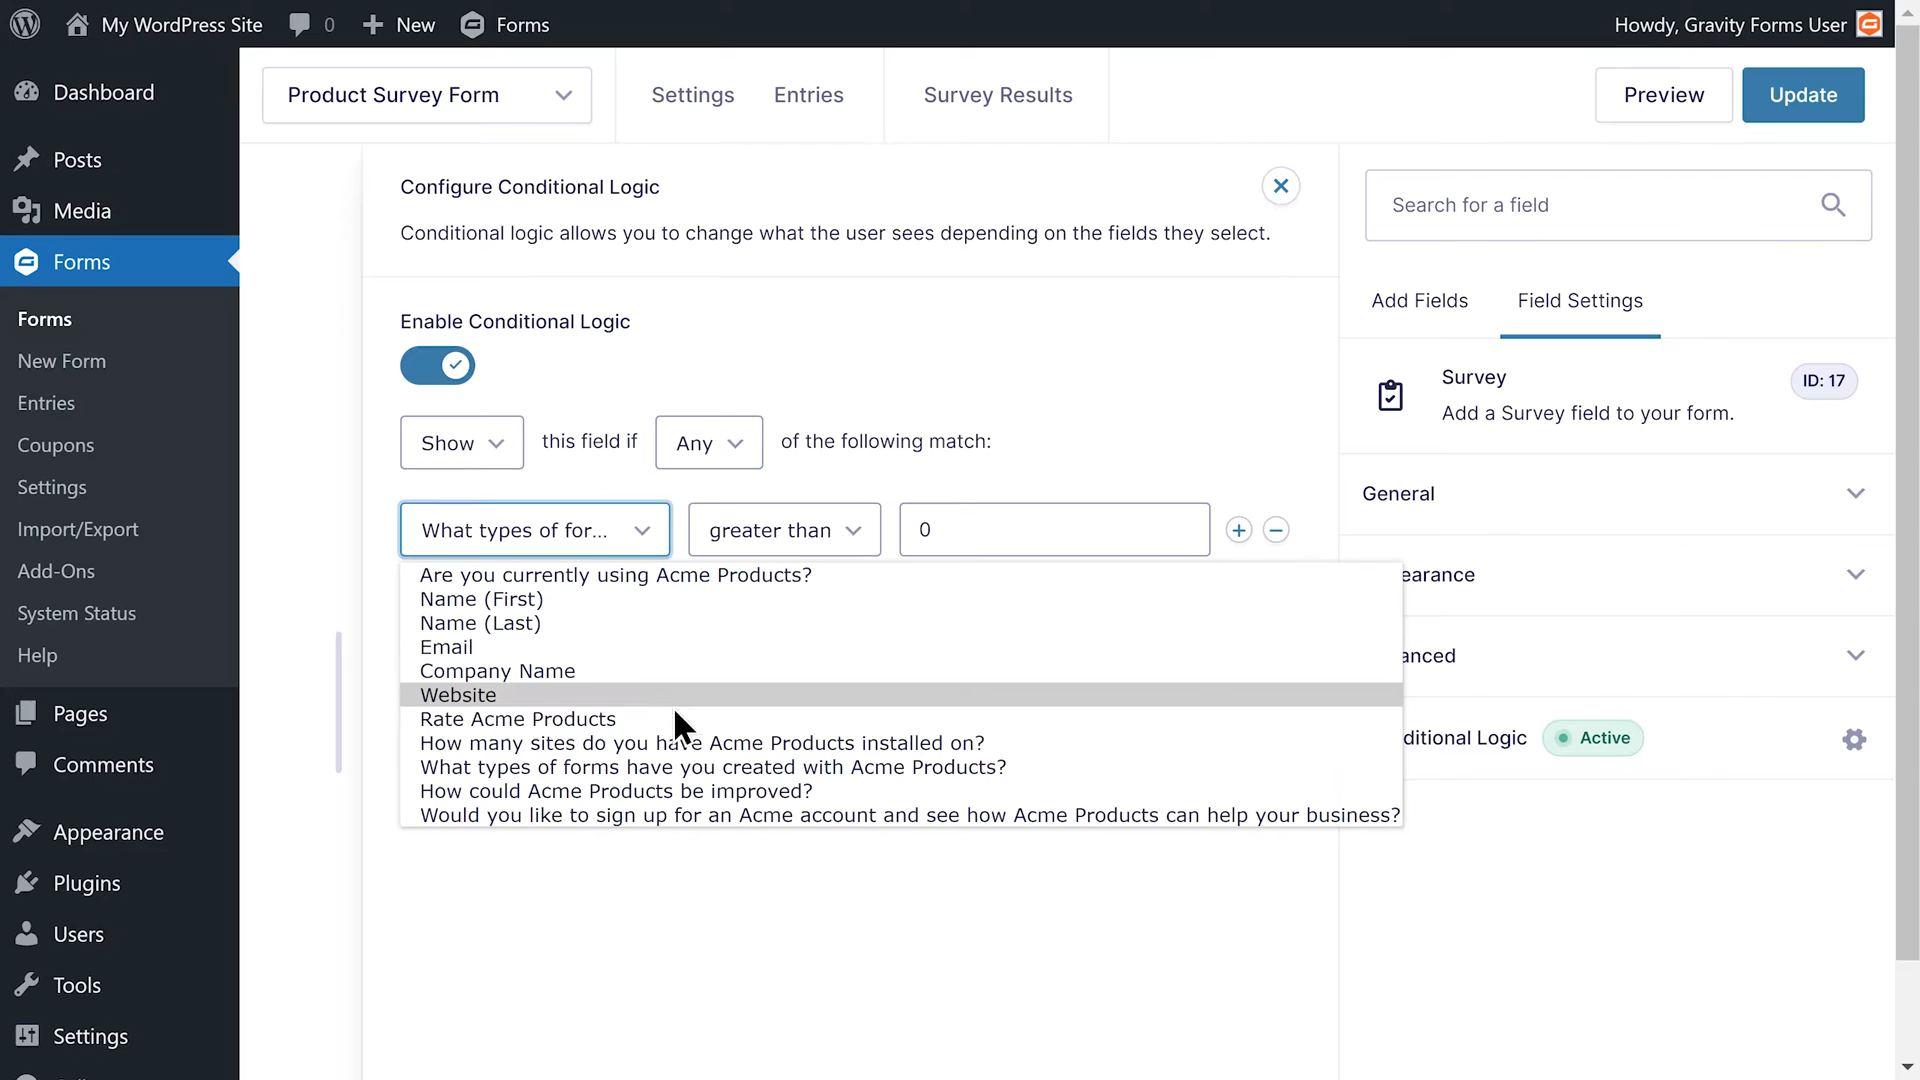 My WordPress Site
0
New
Forms
Howdy, Gravity Forms User
Dashboard
Posts
Media
Forms
Forms
New Form
Entries
Coupons
Settings
Import/Export
Add-Ons
System Status
Help
Pages
Comments
Appearance
Plugins
Users
Tools
Settings
Product Survey Form
Settings
Entries
Survey Results
Preview
Update
Configure Conditional Logic
Conditional logic allows you to change what the user sees depending on the fields they select.
Enable Conditional Logic
Show this field if Any of the following match:
What types of for... greater than 0
Are you currently using Acme Products?
Name (First)
Name (Last)
Email
Company Name
Website
Rate Acme Products
How many sites do you have Acme Products installed on?
What types of forms have you created with Acme Products?
How could Acme Products be improved?
Would you like to sign up for an Acme account and see how Acme Products can help your business?
Search for a field
Add Fields
Field Settings
Survey
ID: 17
Add a Survey field to your form.
General
earance
anced
ditional Logic
Active